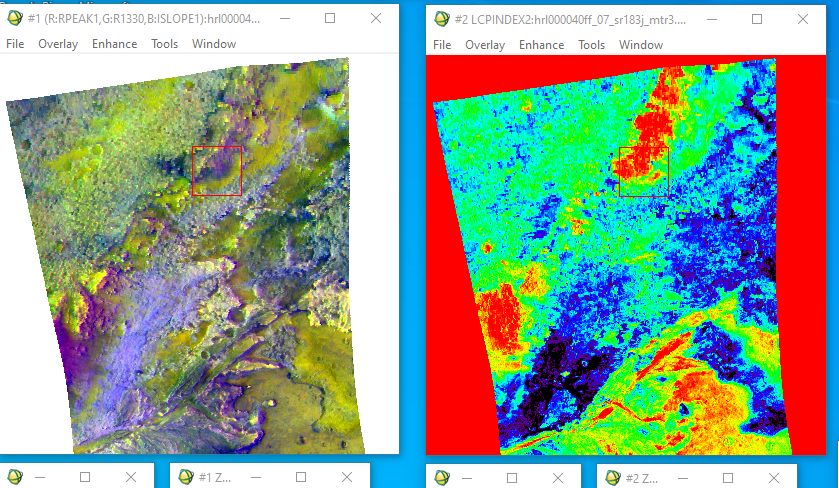 #1 (R:RPEAK1,G:R1330,B:ISLOPE1):hrl00004...
File Overlay Enhance Tools Window
#2 LCPINDEX2:hrl000040ff_07_sr183j_mtr3....
File Overlay Enhance Tools Window
#1 Z...
#2 Z...